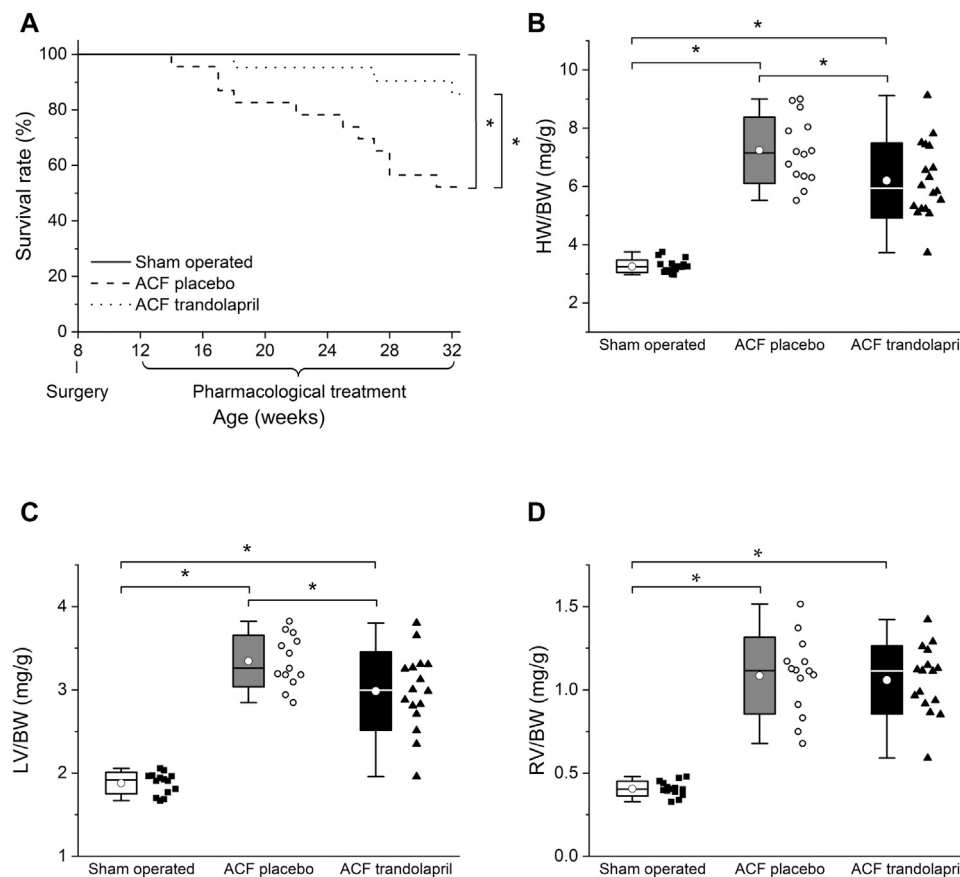 A
Survival rate (%)
100
80
60
40
20
0
Sham operated
ACF placebo
ACF trandolapril
*
*
8
12
16
20
24
28
32
Surgery
Pharmacological treatment
Age (weeks)
B
HW/BW (mg/g)
10
8
6
4
2
*
*
*
Sham operated
ACF placebo
ACF trandolapril
C
LV/BW (mg/g)
4
3
2
1
*
*
*
Sham operated
ACF placebo
ACF trandolapril
D
RV/BW (mg/g)
1.5
1.0
0.5
0.0
*
*
Sham operated
ACF placebo
ACF trandolapril